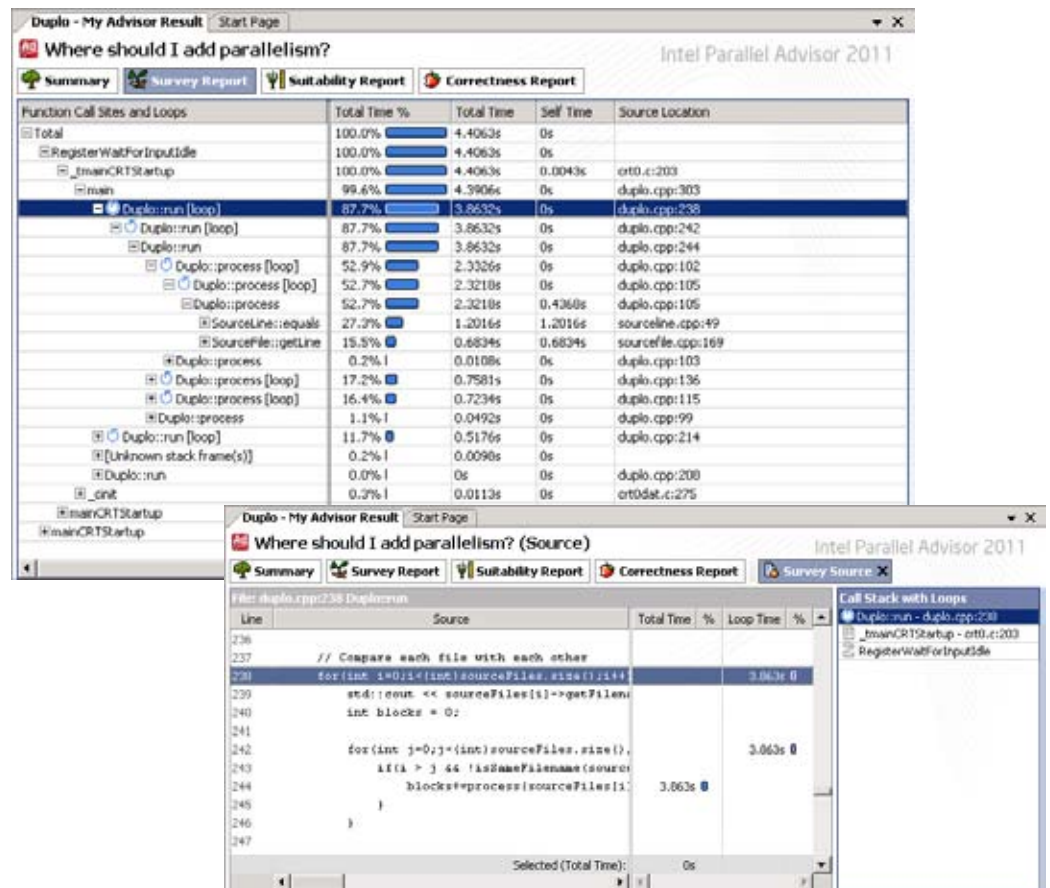 Duplo - My Advisor Result Start Page
Where should I add parallelism? Intel Parallel Advisor 2011
Summary Survey Report Suitability Report Correctness Report
Function Call Sites and Loops Total Time % Total Time Self Time Source Location
Total 100.0% 4.4063s 0s
RegisterWaitForInputIdle 100.0% 4.4063s 0s
_tmainCRTStartup 100.0% 4.4063s 0.0043s crt0.c:203
main 99.6% 4.3906s 0s duplo.cpp:303
Duplo::run [loop] 87.7% 3.8632s 0s duplo.cpp:238
Duplo::run [loop] 87.7% 3.8632s 0s duplo.cpp:242
Duplo::run 87.7% 3.8632s 0s duplo.cpp:244
Duplo::process [loop] 52.9% 2.3326s 0s duplo.cpp:102
Duplo::process [loop] 52.7% 2.3218s 0s duplo.cpp:105
Duplo::process 52.7% 2.3218s 0.4368s duplo.cpp:105
SourceLine::equals 27.3% 1.2016s 1.2016s sourceline.cpp:49
SourceFile::getLine 15.5% 0.6834s 0.6834s sourcefile.cpp:169
Duplo::process 0.2% 0.0108s 0s duplo.cpp:103
Duplo::process [loop] 17.2% 0.7581s 0s duplo.cpp:136
Duplo::process [loop] 16.4% 0.7234s 0s duplo.cpp:115
Duplo::process 1.1% 0.0492s 0s duplo.cpp:99
Duplo::run [loop] 11.7% 0.5176s 0s duplo.cpp:214
[Unknown stack frame(s)] 0.2% 0.0098s 0s
Duplo::run 0.0% 0s 0s duplo.cpp:208
_cinit 0.3% 0.0113s 0s crt0dat.c:275
mainCRTStartup
mainCRTStartup
Duplo - My Advisor Result Start Page
Where should I add parallelism? (Source) Intel Parallel Advisor 2011
Summary Survey Report Suitability Report Correctness Report Survey Source
File: duplo.cpp:238 Duplo::run Call Stack with Loops
Line Source Total Time % Loop Time %
Duplo::run - duplo.cpp:238
_tmainCRTStartup - crt0.c:203
RegisterWaitForInputIdle
236
237 // Compare each file with each other
238 for(int i=0;i<(int)sourceFiles.size();i++) 3.863s
239 std::cout << sourceFiles[i]->getFilena
240 int blocks = 0;
241
242 for(int j=0;j<(int)sourceFiles.size(), 3.863s
243 if(i > j && !isSameFilename(source
244 blocks+=process(sourceFiles[i] 3.863s
245 }
246 }
247
Selected (Total Time): 0s